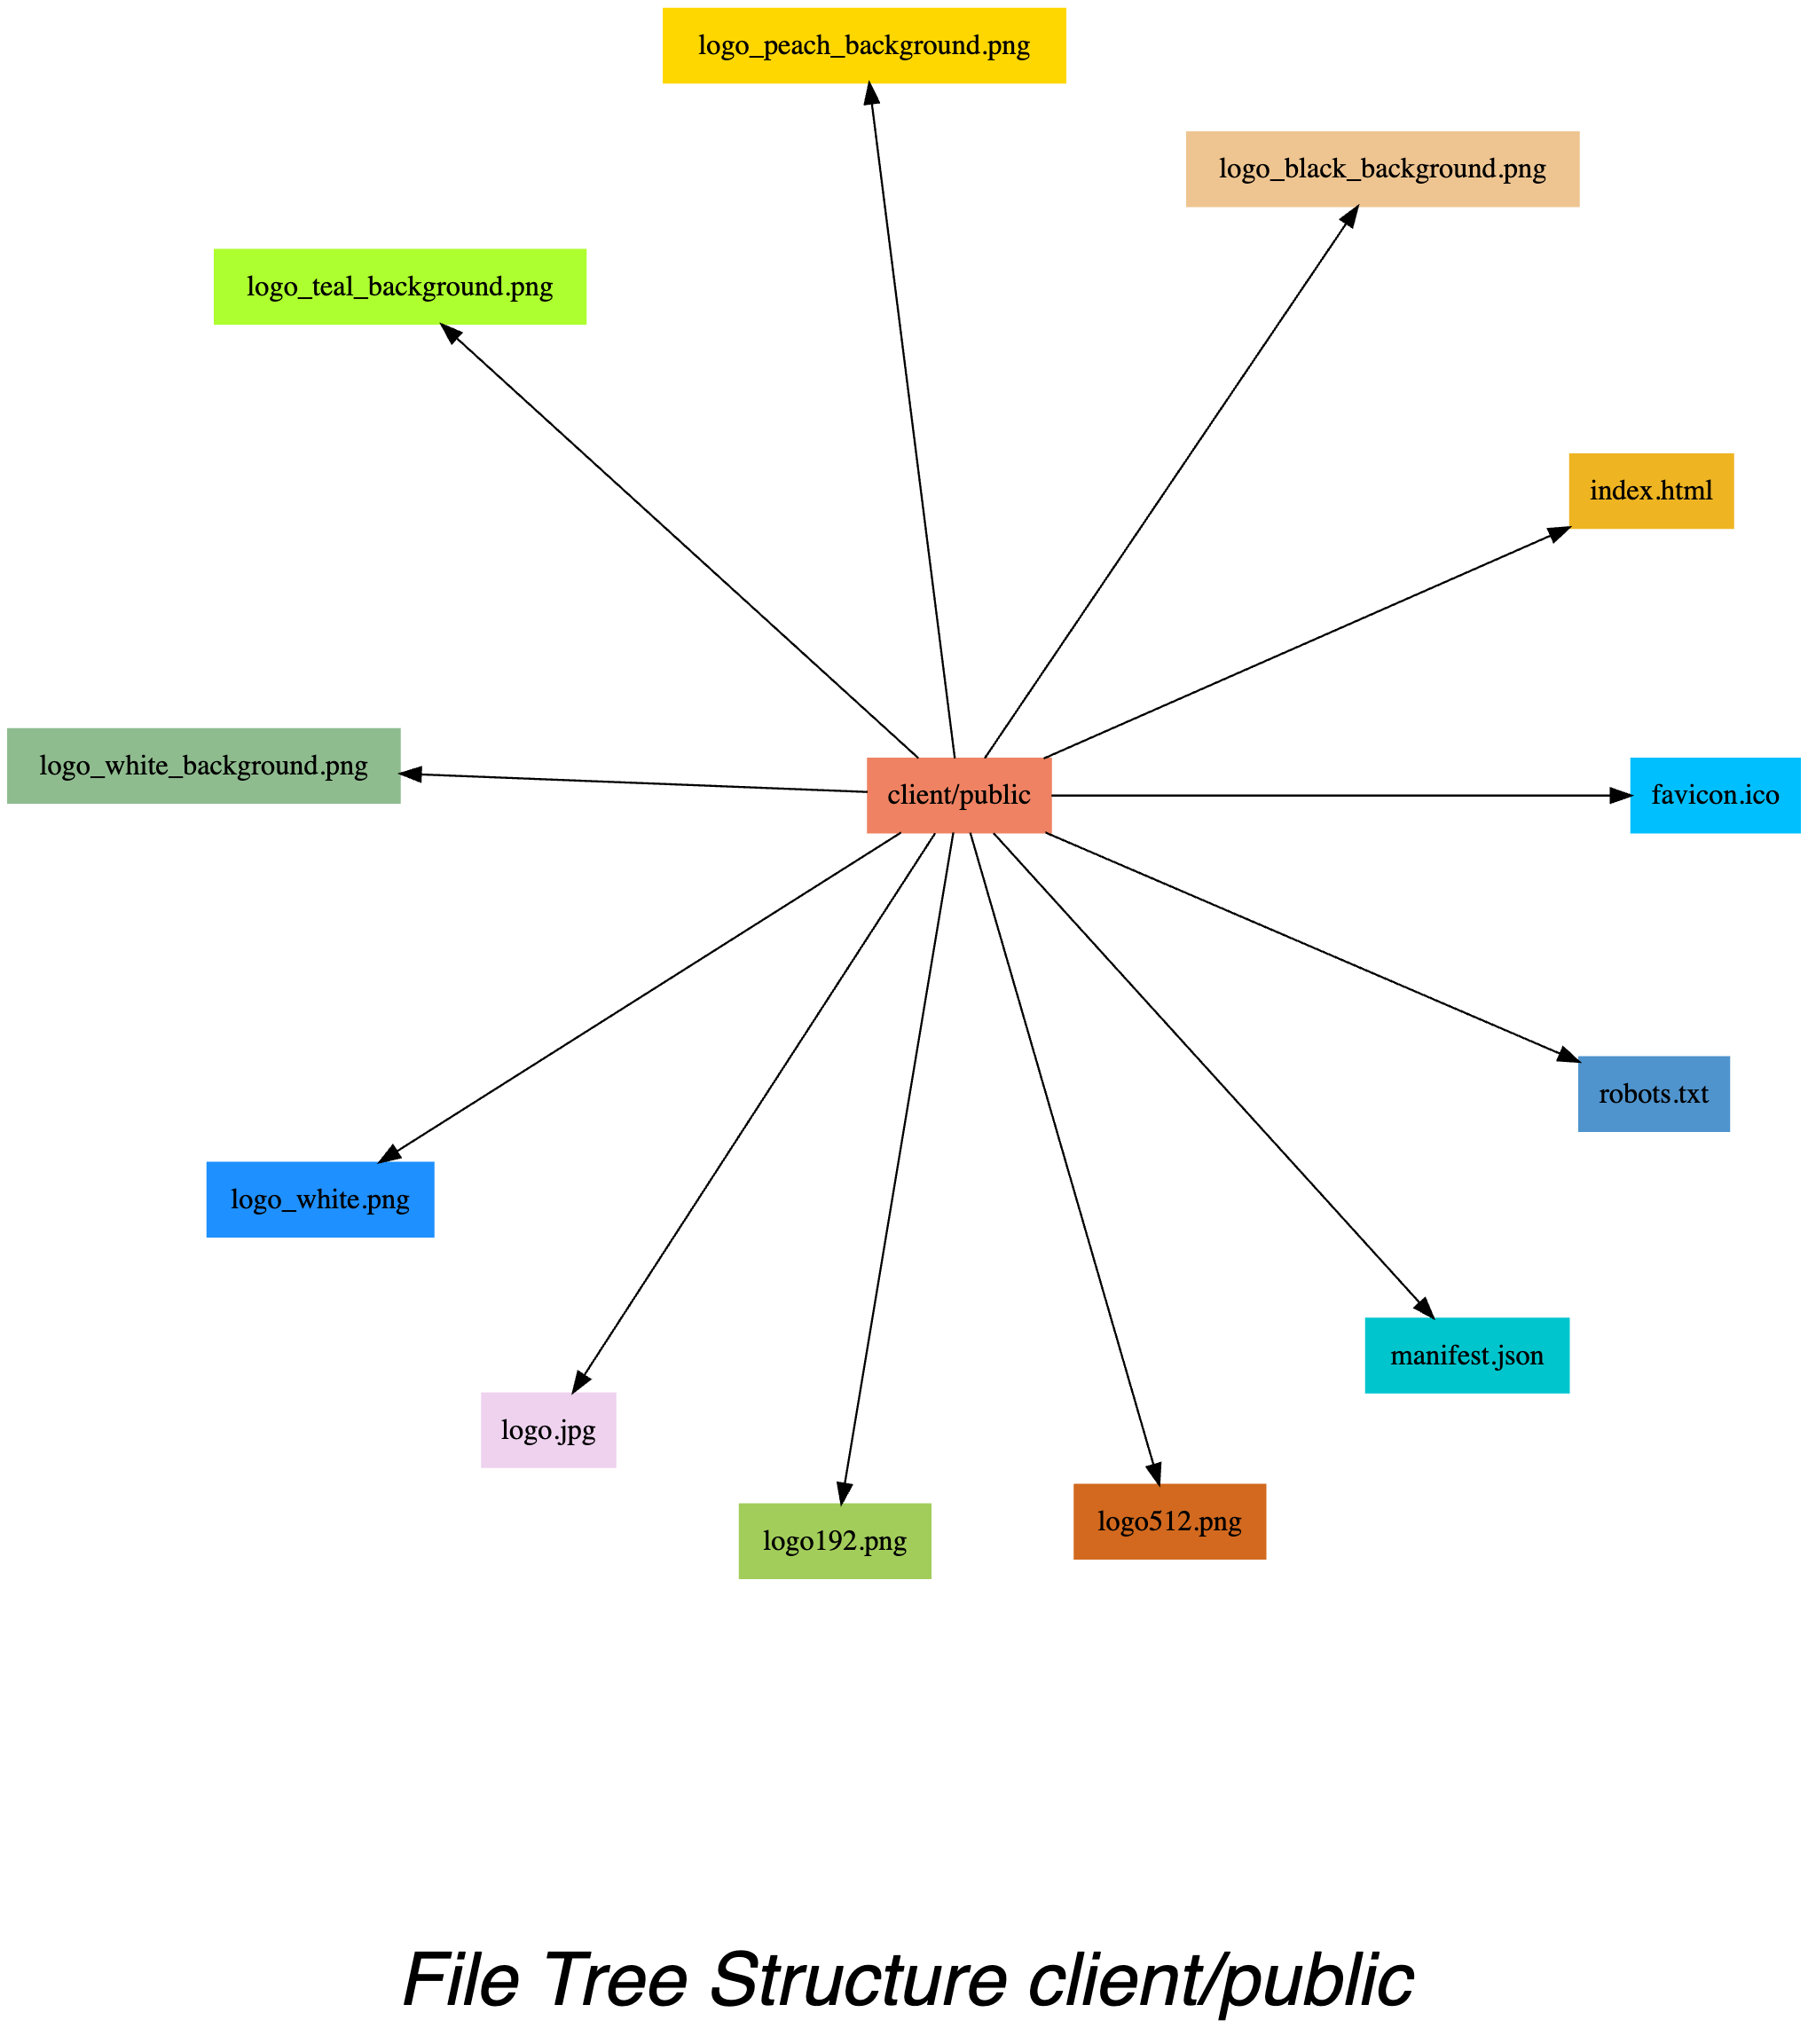 logo_peach_background.png
logo_black_background.png
logo_teal_background.png
index.html
logo_white_background.png
client/public
favicon.ico
robots.txt
logo_white.png
manifest.json
logo.jpg
logo512.png
logo192.png
File Tree Structure client/public